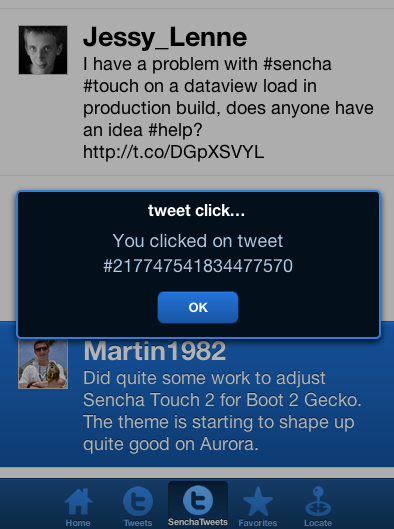 Jessy_Lenne
I have a problem with #sencha
#touch on a dataview load in
production build, does anyone have
an idea #help?
http://t.co/DGpXSVYL
tweet click...
You clicked on tweet
#217747541834477570
OK
Martin1982
Did quite some work to adjust
Sencha Touch 2 for Boot 2 Gecko.
The theme is starting to shape up
quite good on Aurora.
Home
Tweets
SenchaTweets
Favorites
Locate